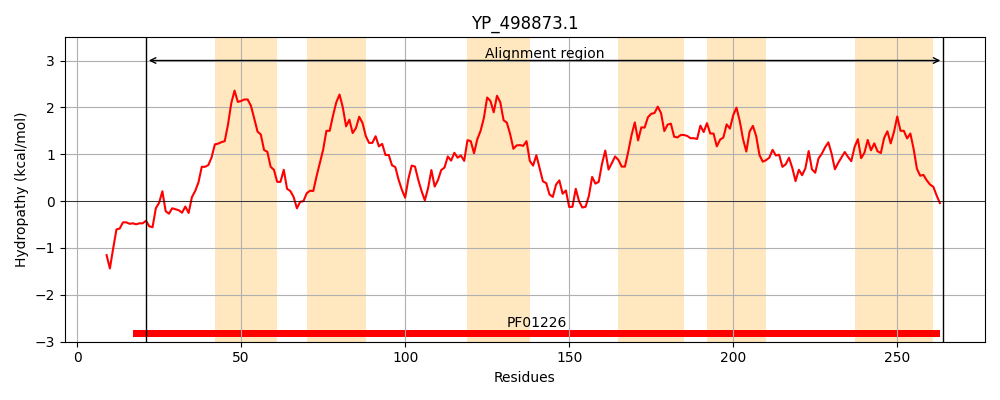 YP_498873.1
Alignment region
3
2
1
0
−1
−2
−3
Hydropathy (kcal/mol)
PF01226
0 50 100 150 200 250
Residues